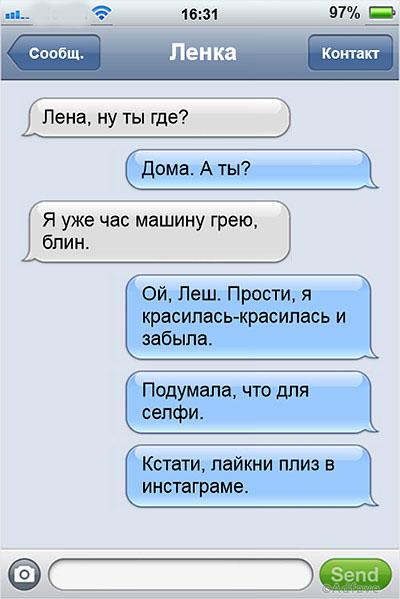 16:31
97%
Сообщ.
Ленка
Контакт
Лена, ну ты где?
Дома. А ты?
Я уже час машину грею,
блин.
Ой, Леш. Прости, я
красилась-красилась и
забыла.
Подумала, что для
селфи.
Кстати, лайкни плиз в
инстаграме.
Send
©Adfave